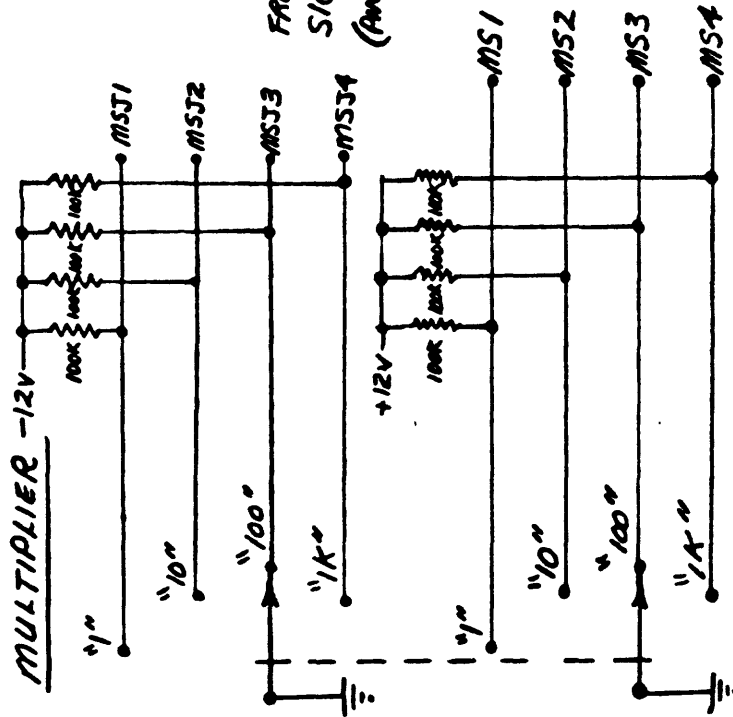 MULTIPLIER
-12V
100K
100K
100K
100K
"1"
MSJ1
"10"
MSJ2
"100"
MSJ3
"1K"
MSJ4
+12V
100K
100K
100K
100K
"1"
MS1
"10"
MS2
"100"
MS3
"1K"
MS4